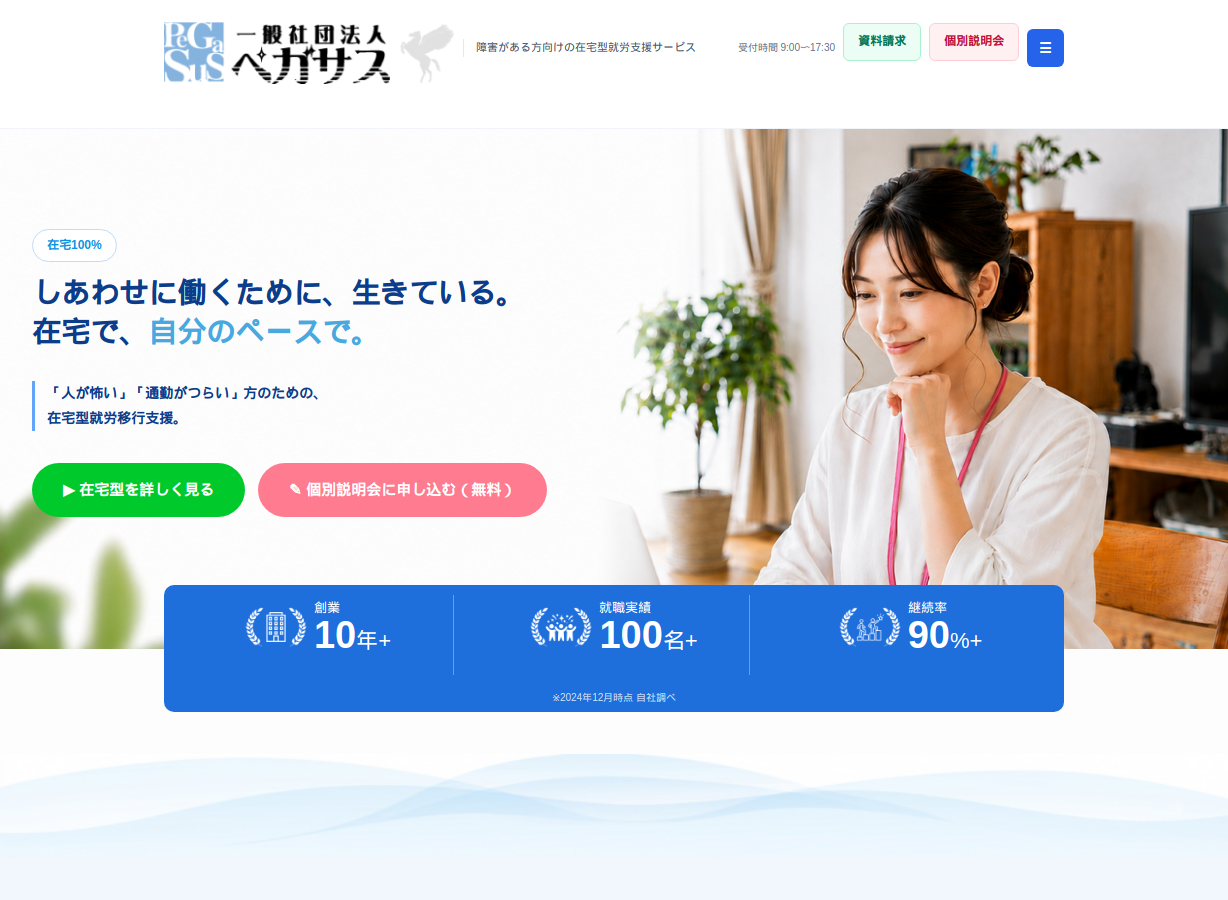 PeGaSuS
一般社団法人
ペガサス
障害がある方向けの在宅型就労支援サービス
受付時間 9:00〜17:30
資料請求
個別説明会
☰
在宅100%
しあわせに働くために、生きている。
在宅で、自分のペースで。
「人が怖い」「通勤がつらい」方のための、
在宅型就労移行支援。
▶ 在宅型を詳しく見る
✎ 個別説明会に申し込む（無料）
創業
10年+
就職実績
100名+
継続率
90%+
※2024年12月時点 自社調べ